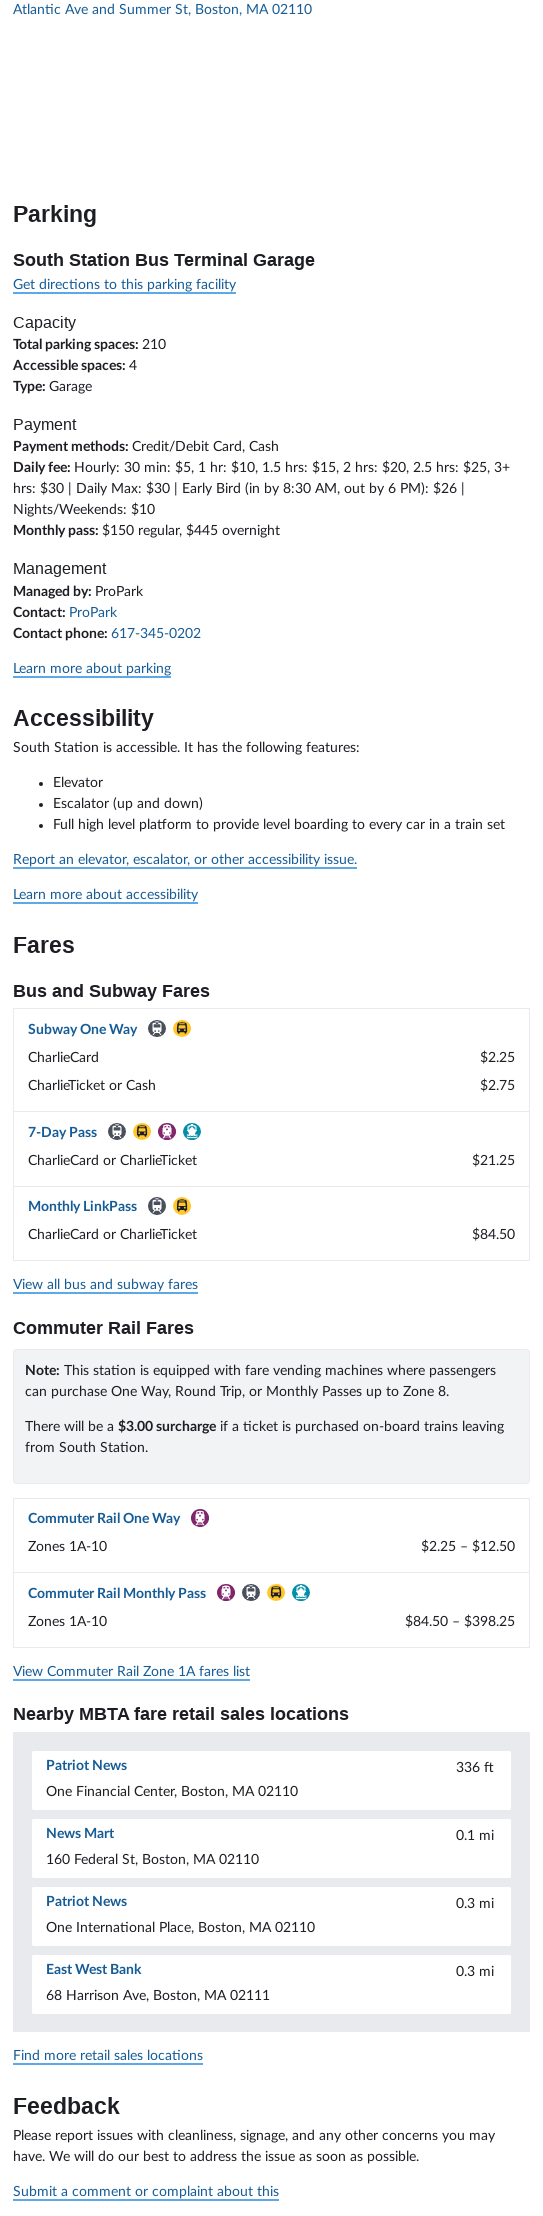 Atlantic Ave and Summer St, Boston, MA 02110
Parking
South Station Bus Terminal Garage
Get directions to this parking facility
Capacity
Total parking spaces: 210
Accessible spaces: 4
Type: Garage
Payment
Payment methods: Credit/Debit Card, Cash
Daily fee: Hourly: 30 min: $5, 1 hr: $10, 1.5 hrs: $15, 2 hrs: $20, 2.5 hrs: $25, 3+
hrs: $30 | Daily Max: $30 | Early Bird (in by 8:30 AM, out by 6 PM): $26 |
Nights/Weekends: $10
Monthly pass: $150 regular, $445 overnight
Management
Managed by: ProPark
Contact: ProPark
Contact phone: 617-345-0202
Learn more about parking
Accessibility
South Station is accessible. It has the following features:
• Elevator
• Escalator (up and down)
• Full high level platform to provide level boarding to every car in a train set
Report an elevator, escalator, or other accessibility issue.
Learn more about accessibility
Fares
Bus and Subway Fares
Subway One Way
CharlieCard $2.25
CharlieTicket or Cash $2.75
7-Day Pass
CharlieCard or CharlieTicket $21.25
Monthly LinkPass
CharlieCard or CharlieTicket $84.50
View all bus and subway fares
Commuter Rail Fares
Note: This station is equipped with fare vending machines where passengers
can purchase One Way, Round Trip, or Monthly Passes up to Zone 8.
There will be a $3.00 surcharge if a ticket is purchased on-board trains leaving
from South Station.
Commuter Rail One Way
Zones 1A-10 $2.25 – $12.50
Commuter Rail Monthly Pass
Zones 1A-10 $84.50 – $398.25
View Commuter Rail Zone 1A fares list
Nearby MBTA fare retail sales locations
Patriot News 336 ft
One Financial Center, Boston, MA 02110
News Mart 0.1 mi
160 Federal St, Boston, MA 02110
Patriot News 0.3 mi
One International Place, Boston, MA 02110
East West Bank 0.3 mi
68 Harrison Ave, Boston, MA 02111
Find more retail sales locations
Feedback
Please report issues with cleanliness, signage, and any other concerns you may
have. We will do our best to address the issue as soon as possible.
Submit a comment or complaint about this